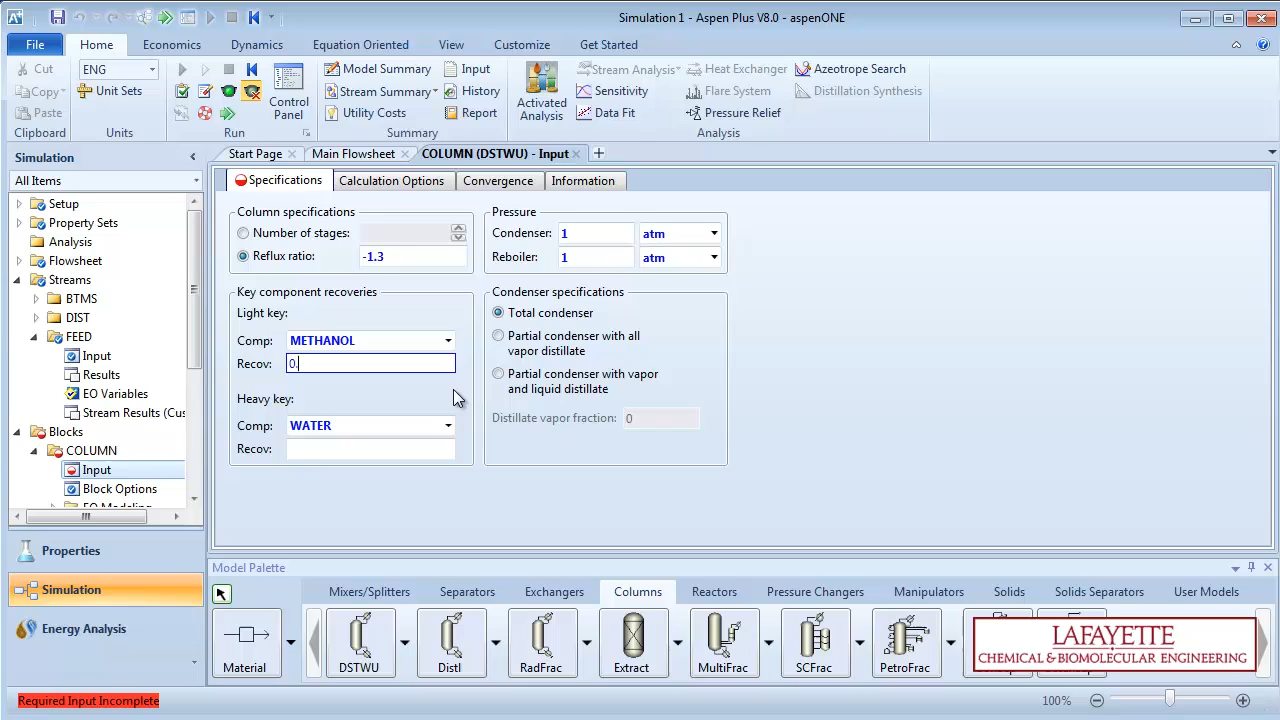 Simulation 1 - Aspen Plus V8.0 - aspenONE
File Home Economics Dynamics Equation Oriented View Customize Get Started
Cut ENG Model Summary Input Stream Analysis Heat Exchanger Azeotrope Search
Copy Unit Sets Stream Summary History Sensitivity Flare System Distillation Synthesis
Paste Control Panel Utility Costs Report Activated Analysis Data Fit Pressure Relief
Clipboard Units Run Summary Analysis
Simulation Start Page Main Flowsheet COLUMN (DSTWU) - Input
All Items
Setup
Property Sets
Analysis
Flowsheet
Streams
BTMS
DIST
FEED
Input
Results
EO Variables
Stream Results (Cus
Blocks
COLUMN
Input
Block Options
EO Modeling
Properties
Simulation
Energy Analysis
Specifications Calculation Options Convergence Information
Column specifications
Number of stages:
Reflux ratio: -1.3
Pressure
Condenser: 1 atm
Reboiler: 1 atm
Key component recoveries
Light key:
Comp: METHANOL
Recov: 0.
Heavy key:
Comp: WATER
Recov:
Condenser specifications
Total condenser
Partial condenser with all
vapor distillate
Partial condenser with vapor
and liquid distillate
Distillate vapor fraction: 0
Model Palette
Mixers/Splitters Separators Exchangers Columns Reactors Pressure Changers Manipulators Solids Solids Separators User Models
Material DSTWU Distl RadFrac Extract MultiFrac SCFrac PetroFrac
LAFAYETTE
CHEMICAL & BIOMOLECULAR ENGINEERING
Required Input Incomplete 100%